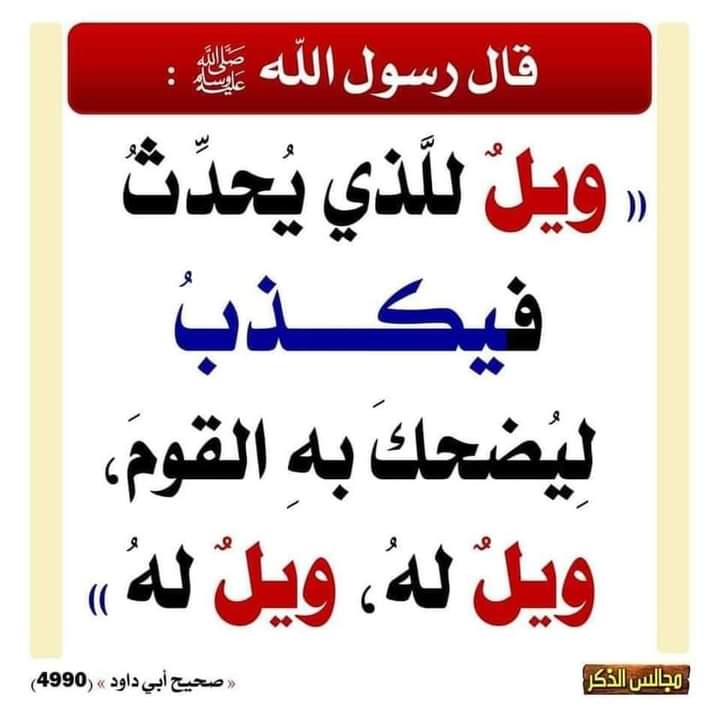 قال رسول الله ﷺ :
(( ويلٌ للَّذي يُحدِّثُ
فيكذبُ
لِيُضحكَ بهِ القومَ،
ويلٌ لهُ، ويلٌ لهُ ))
« صحيح أبي داود » (4990)
مجالس الذكر